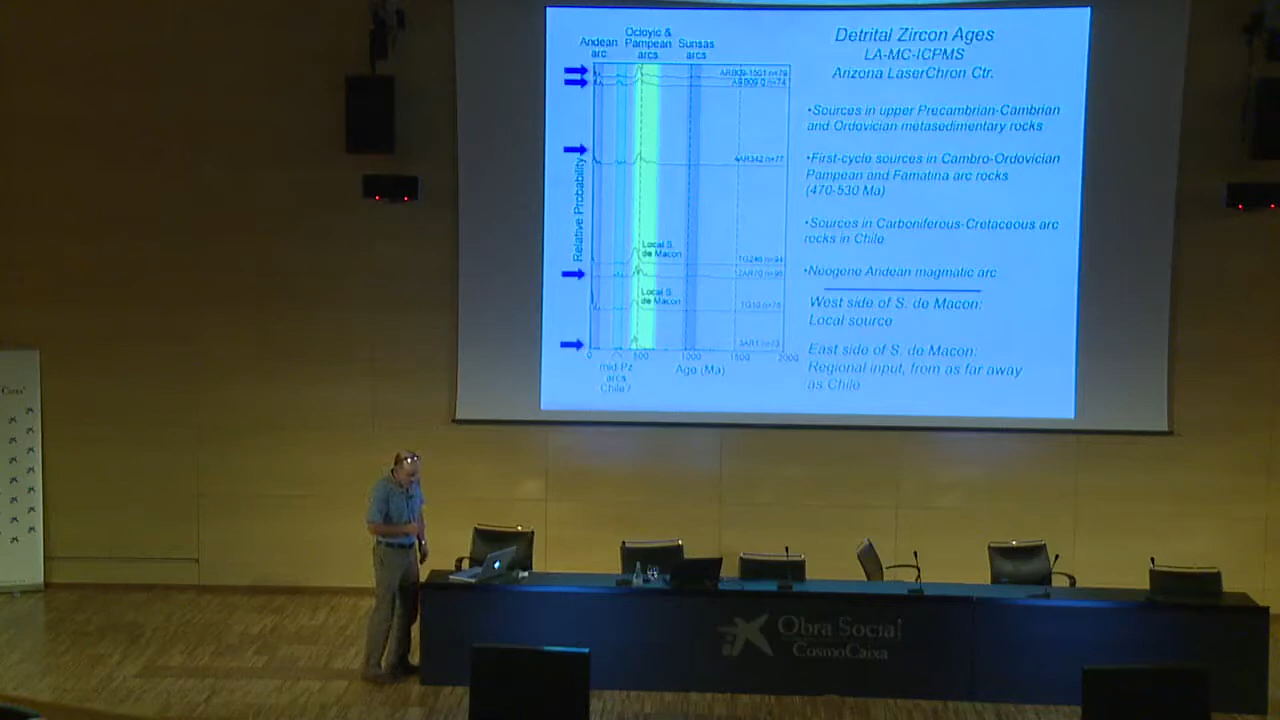 Detrital Zircon Ages
LA-MC-ICPMS
Arizona LaserChron Ctr.
•Sources in upper Precambrian-Cambrian
and Ordovician metasedimentary rocks
•First-cycle sources in Cambro-Ordovician
Pampean and Famatina arc rocks
(470-530 Ma)
•Sources in Carboniferous-Cretaceous arc
rocks in Chile
•Neogene Andean magmatic arc
West side of S. de Macon:
Local source
East side of S. de Macon:
Regional input, from as far away
as Chile
Andean
arc
Ocloyic &
Pampean
arcs
Sunsas
arcs
Relative Probability
4AR342 n=77
Local S.
de Macon
TG246 n=94
Local S.
de Macon
0
500
1000
1500
2000
Age (Ma)
mid-Pz
arcs
Chile?
Obra Social
CosmoCaixa